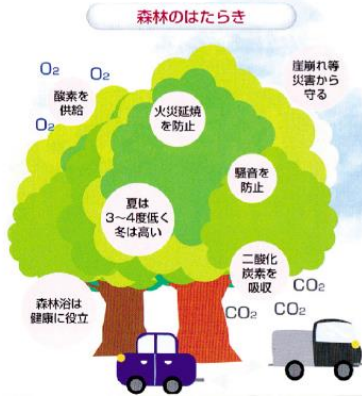 森林のはたらき
O₂
O₂
酸素を
供給
O₂
崖崩れ等
災害から
守る
火災延焼
を防止
騒音を
防止
夏は
3〜4度低く
冬は高い
二酸化
炭素を
吸収
CO₂
CO₂
CO₂
森林浴は
健康に役立